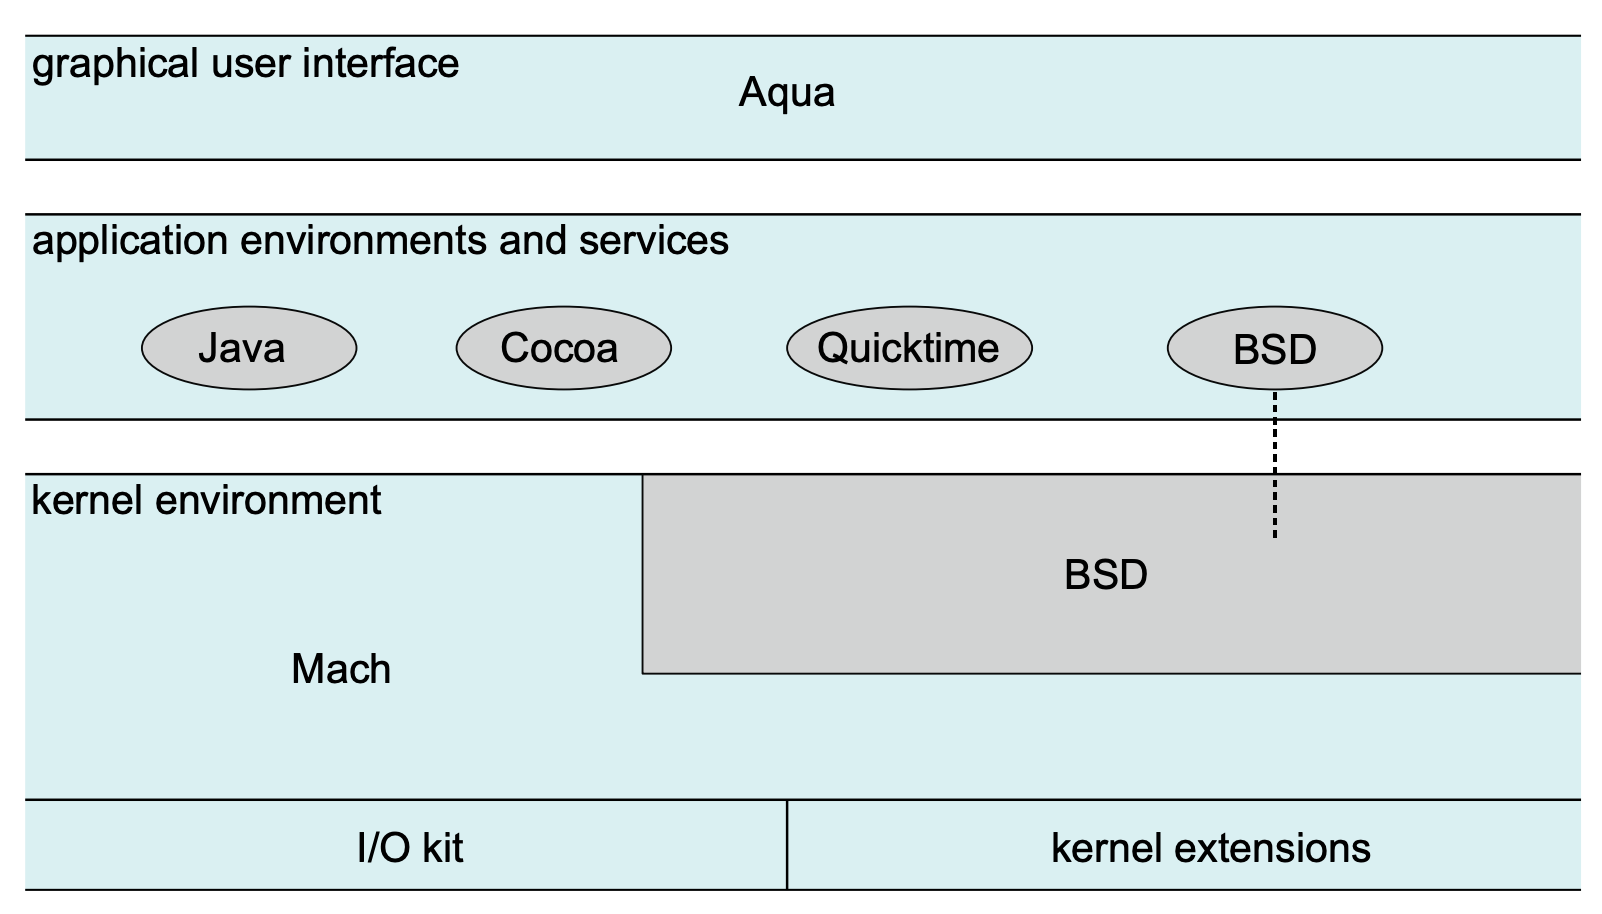 graphical user interface
Aqua
application environments and services
Java
Cocoa
Quicktime
BSD
kernel environment
BSD
Mach
I/O kit
kernel extensions